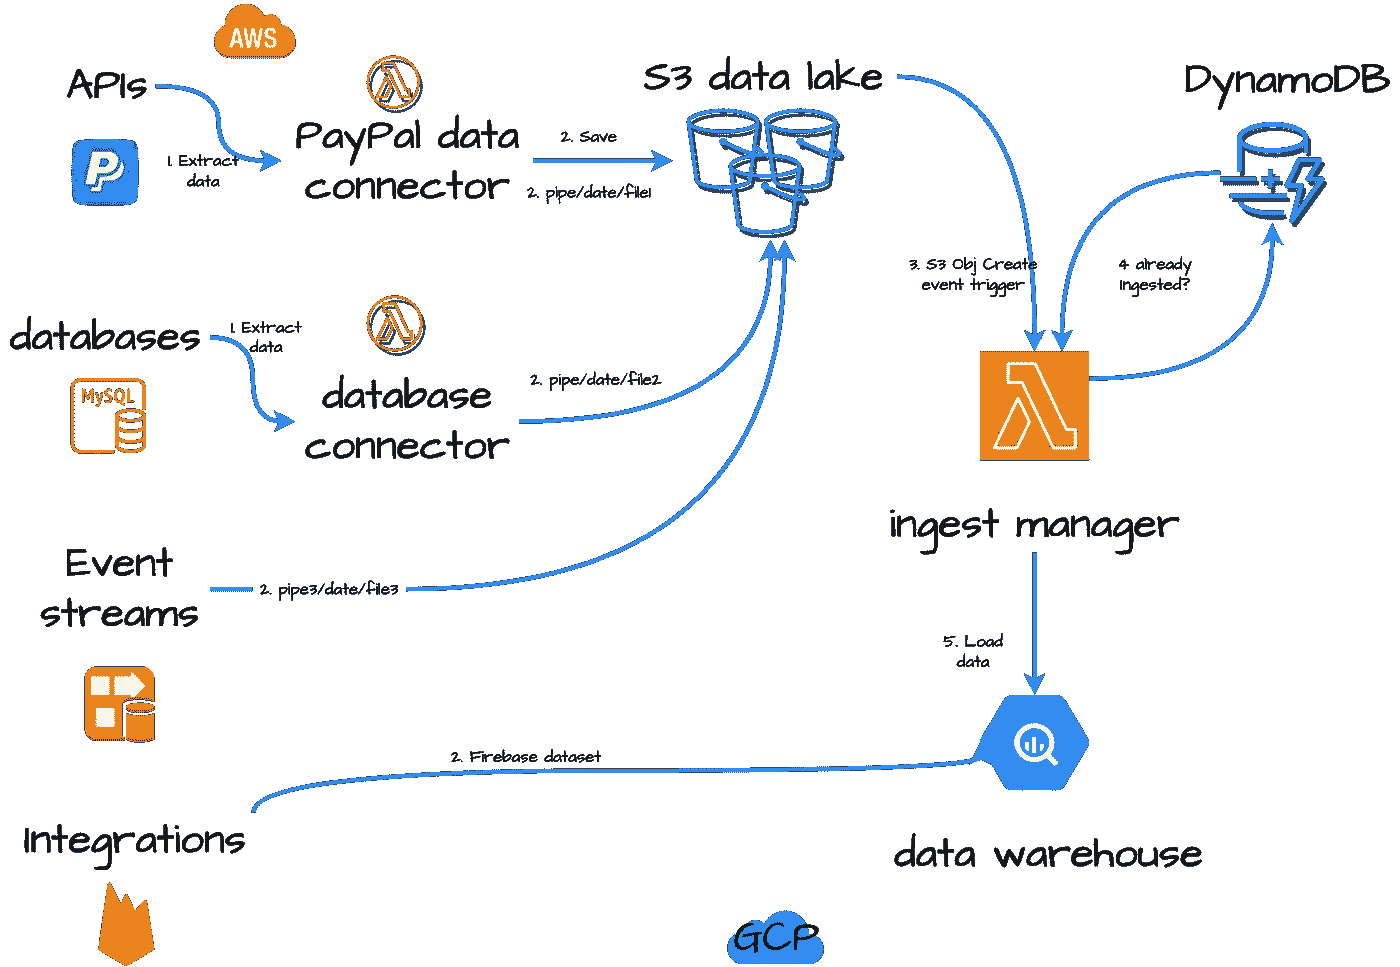 AWS
APIs
1. Extract
data
PayPal data
connector
2. Save
2. pipe/date/file1
S3 data lake
DynamoDB
3. S3 Obj Create
event trigger
4 already
Ingested?
databases
MySQL
1. Extract
data
database
connector
2. pipe/date/file2
ingest manager
Event
streams
2. pipe3/date/file3
5. Load
data
2. Firebase dataset
Integrations
data warehouse
GCP